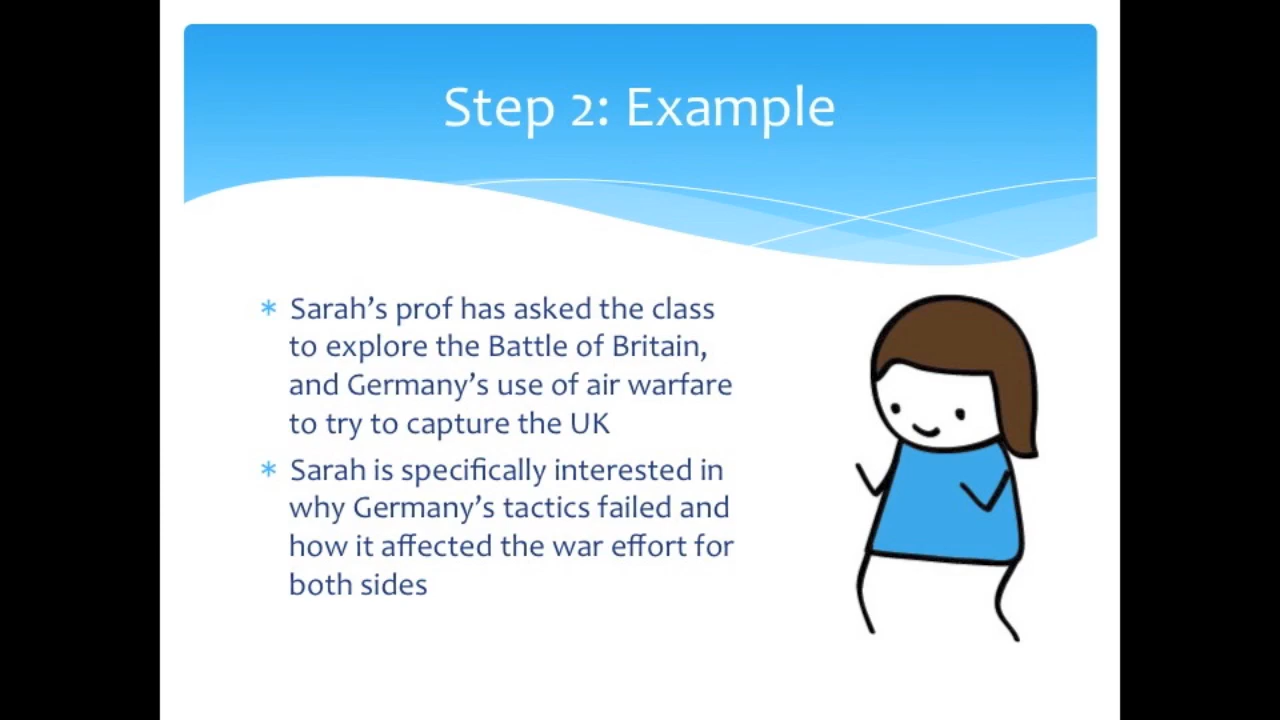 Step 2: Example
* Sarah’s prof has asked the class
to explore the Battle of Britain,
and Germany’s use of air warfare
to try to capture the UK
* Sarah is specifically interested in
why Germany’s tactics failed and
how it affected the war effort for
both sides